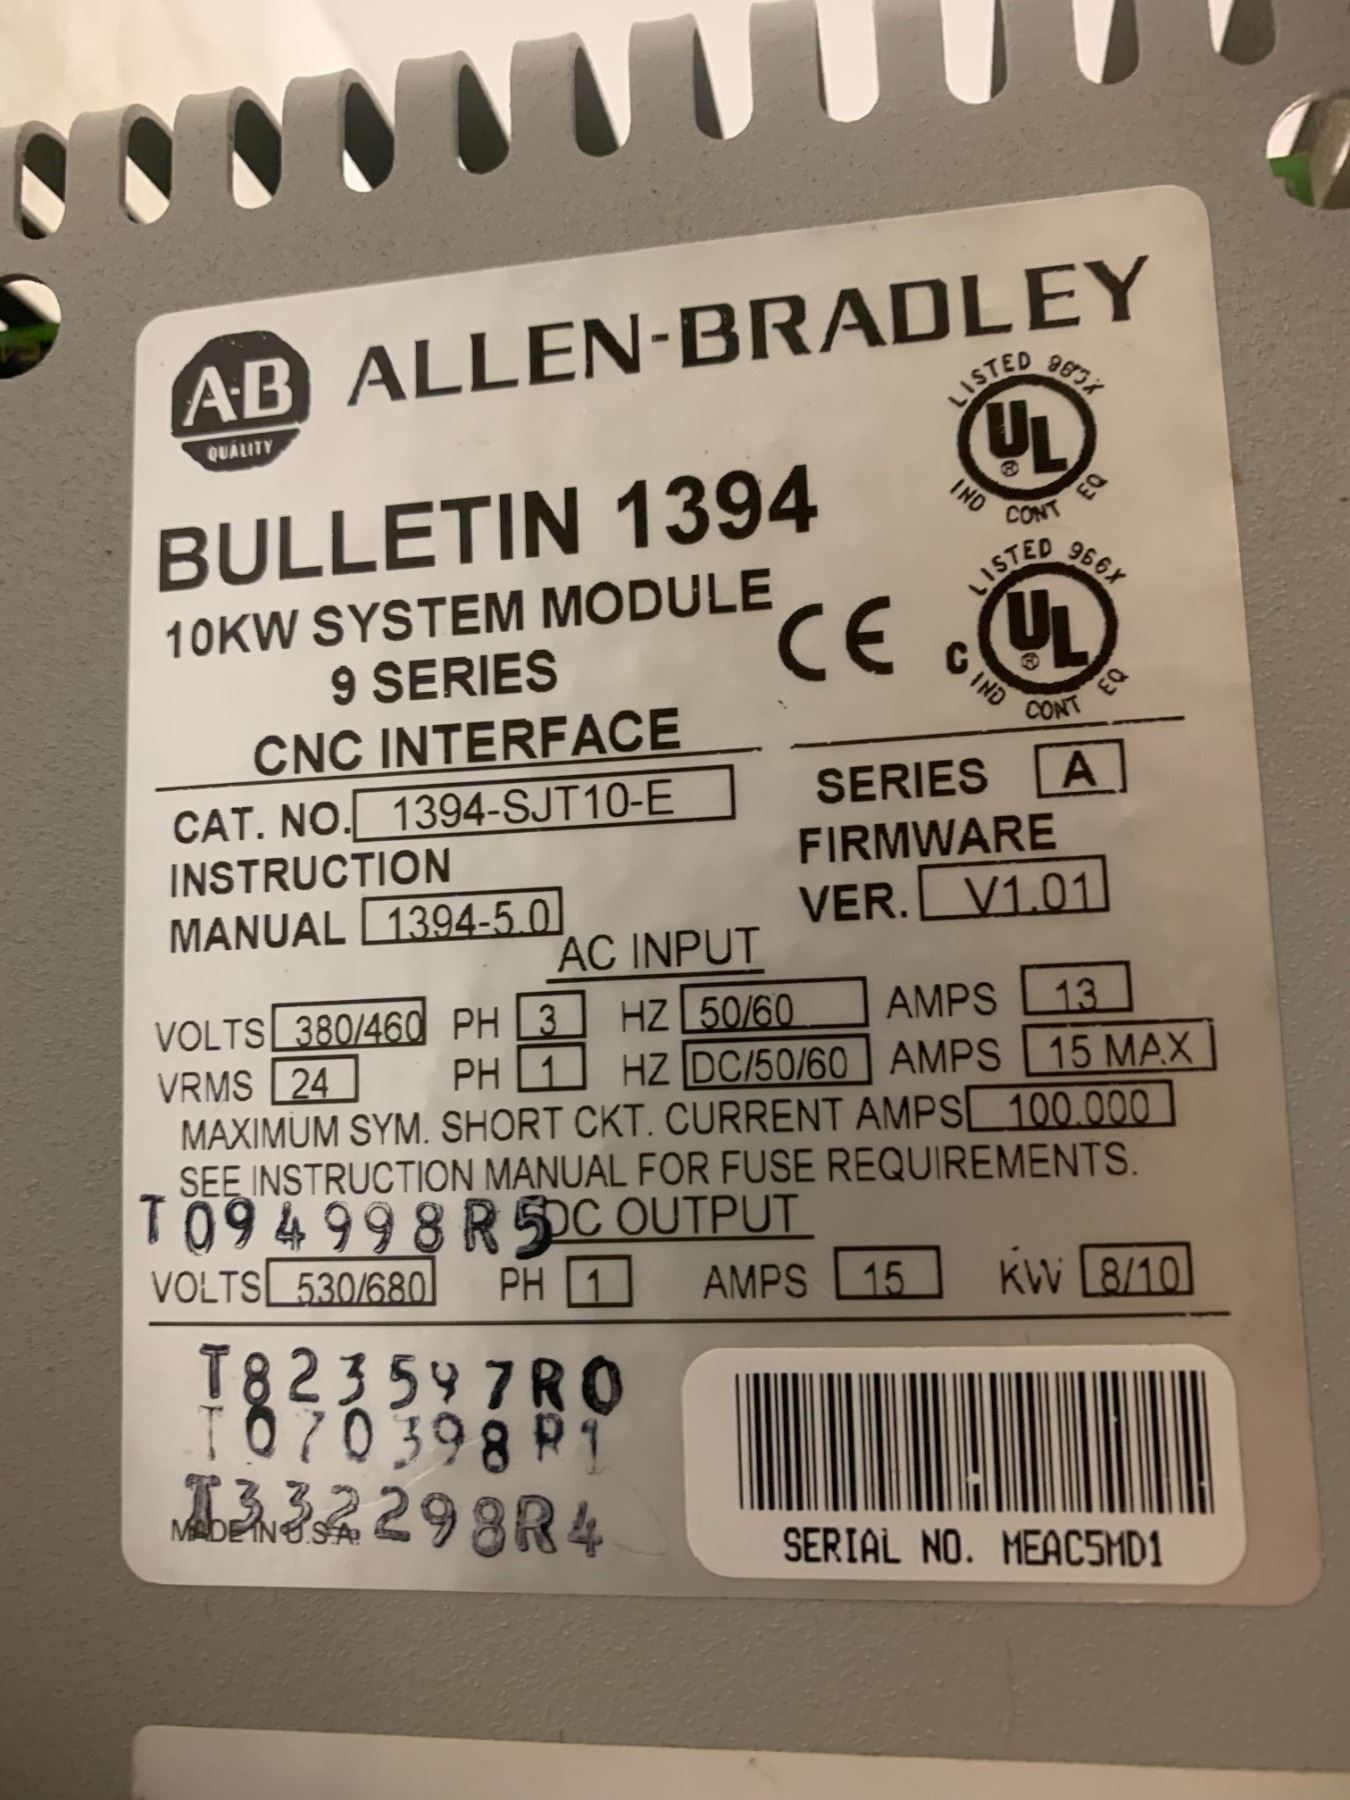 A-B QUALITY ALLEN-BRADLEY
LISTED
UL ®
IND CONT EQ
BULLETIN 1394
10KW SYSTEM MODULE
9 SERIES
CNC INTERFACE
CE
LISTED 966X
C UL ®
IND CONT EQ
CAT. NO. 1394-SJT10-E SERIES A
INSTRUCTION FIRMWARE
MANUAL 1394-5.0 VER. V1.01
AC INPUT
VOLTS 380/460 PH 3 HZ 50/60 AMPS 13
VRMS 24 PH 1 HZ DC/50/60 AMPS 15 MAX
MAXIMUM SYM. SHORT CKT. CURRENT AMPS 100.000
SEE INSTRUCTION MANUAL FOR FUSE REQUIREMENTS.
T094998R5 DC OUTPUT
VOLTS 530/680 PH 1 AMPS 15 KW 8/10
T823547R0
T070398R1
T332298R4
MADE IN U.S.A.
SERIAL NO. MEAC5MD1